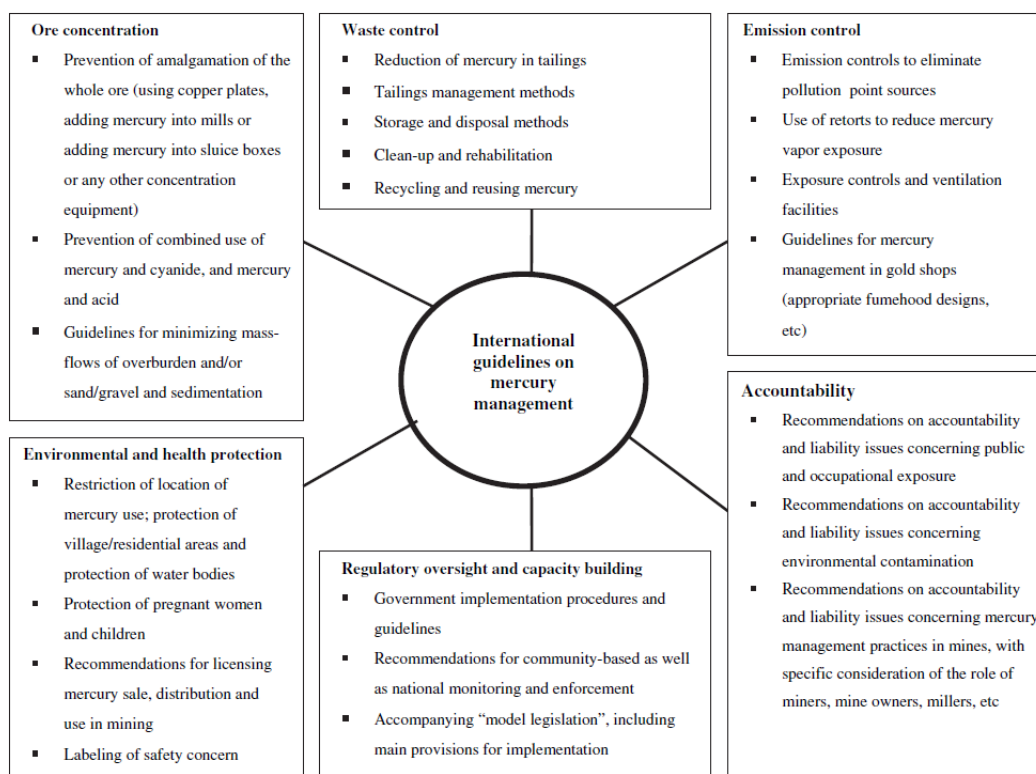 Ore concentration
▪ Prevention of amalgamation of the
whole ore (using copper plates,
adding mercury into mills or
adding mercury into sluice boxes
or any other concentration
equipment)
▪ Prevention of combined use of
mercury and cyanide, and mercury
and acid
▪ Guidelines for minimizing mass-
flows of overburden and/or
sand/gravel and sedimentation
Waste control
▪ Reduction of mercury in tailings
▪ Tailings management methods
▪ Storage and disposal methods
▪ Clean-up and rehabilitation
▪ Recycling and reusing mercury
Emission control
▪ Emission controls to eliminate
pollution point sources
▪ Use of retorts to reduce mercury
vapor exposure
▪ Exposure controls and ventilation
facilities
▪ Guidelines for mercury
management in gold shops
(appropriate fumehood designs,
etc)
International
guidelines on
mercury
management
Environmental and health protection
▪ Restriction of location of
mercury use; protection of
village/residential areas and
protection of water bodies
▪ Protection of pregnant women
and children
▪ Recommendations for licensing
mercury sale, distribution and
use in mining
▪ Labeling of safety concern
Regulatory oversight and capacity building
▪ Government implementation procedures and
guidelines
▪ Recommendations for community-based as well
as national monitoring and enforcement
▪ Accompanying “model legislation”, including
main provisions for implementation
Accountability
▪ Recommendations on accountability
and liability issues concerning public
and occupational exposure
▪ Recommendations on accountability
and liability issues concerning
environmental contamination
▪ Recommendations on accountability
and liability issues concerning mercury
management practices in mines, with
specific consideration of the role of
miners, mine owners, millers, etc